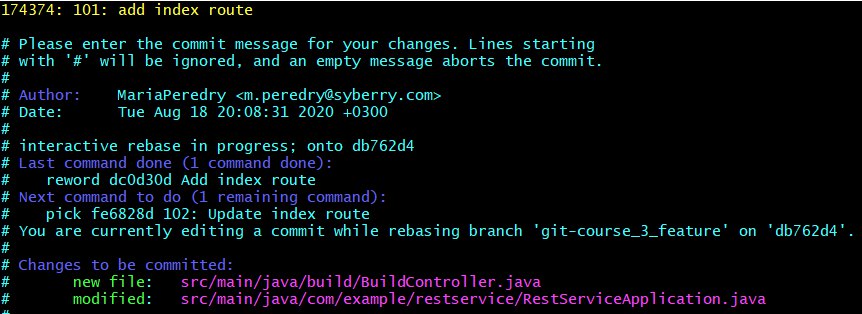 174374: 101: add index route
# Please enter the commit message for your changes. Lines starting
# with '#' will be ignored, and an empty message aborts the commit.
#
# Author:    MariaPeredry <m.peredry@syberry.com>
# Date:      Tue Aug 18 20:08:31 2020 +0300
#
# interactive rebase in progress; onto db762d4
# Last command done (1 command done):
#    reword dc0d30d Add index route
# Next command to do (1 remaining command):
#    pick fe6828d 102: Update index route
# You are currently editing a commit while rebasing branch 'git-course_3_feature' on 'db762d4'.
#
# Changes to be committed:
#       new file:   src/main/java/build/BuildController.java
#       modified:   src/main/java/com/example/restservice/RestServiceApplication.java
#